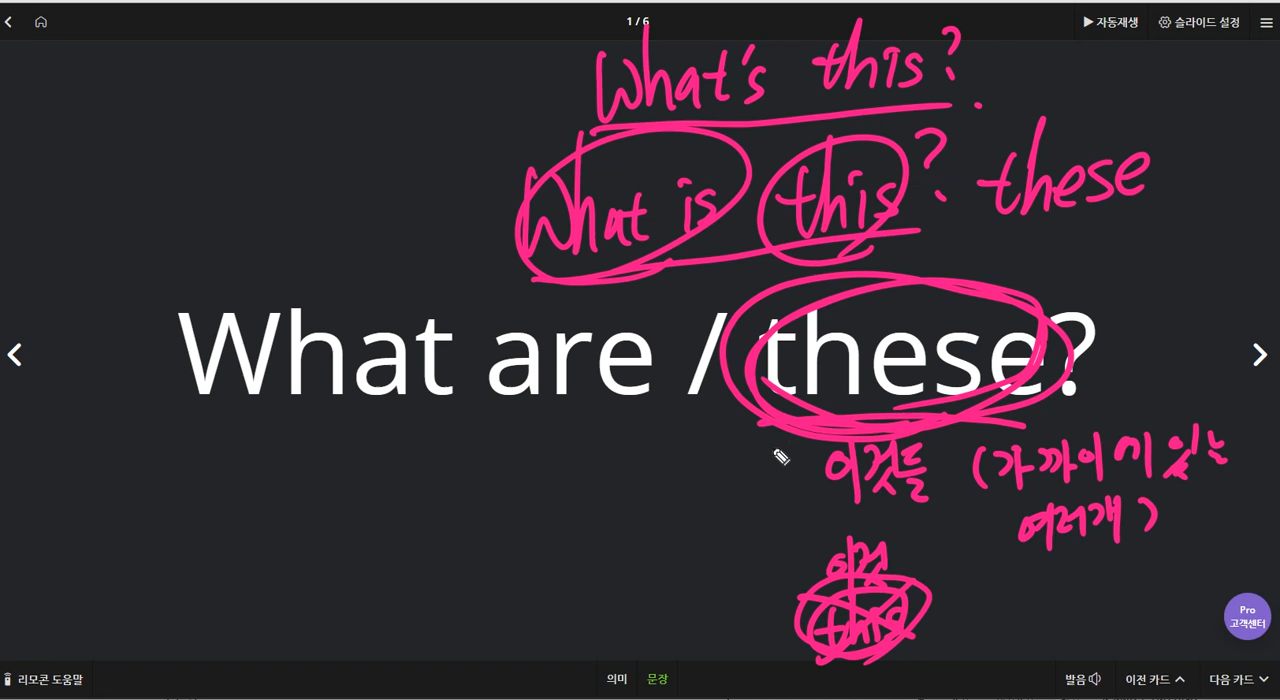 1 / 6
자동재생
슬라이드 설정
What's this?
What is this? these
What are / these?
이것들 (가까이에 있는
여러개)
이것
this
Pro
고객센터
리모콘 도움말
의미
문장
발음
이전 카드
다음 카드